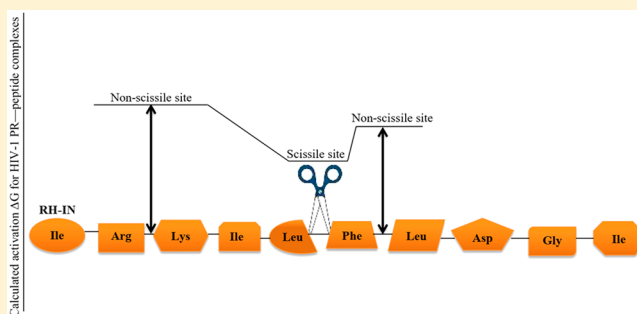 Calculated activation ΔG for HIV-1 PR—peptide complexes
Non-scissile site
Non-scissile site
Scissile site
RH-IN
Ile Arg Lys Ile Leu Phe Leu Asp Gly Ile